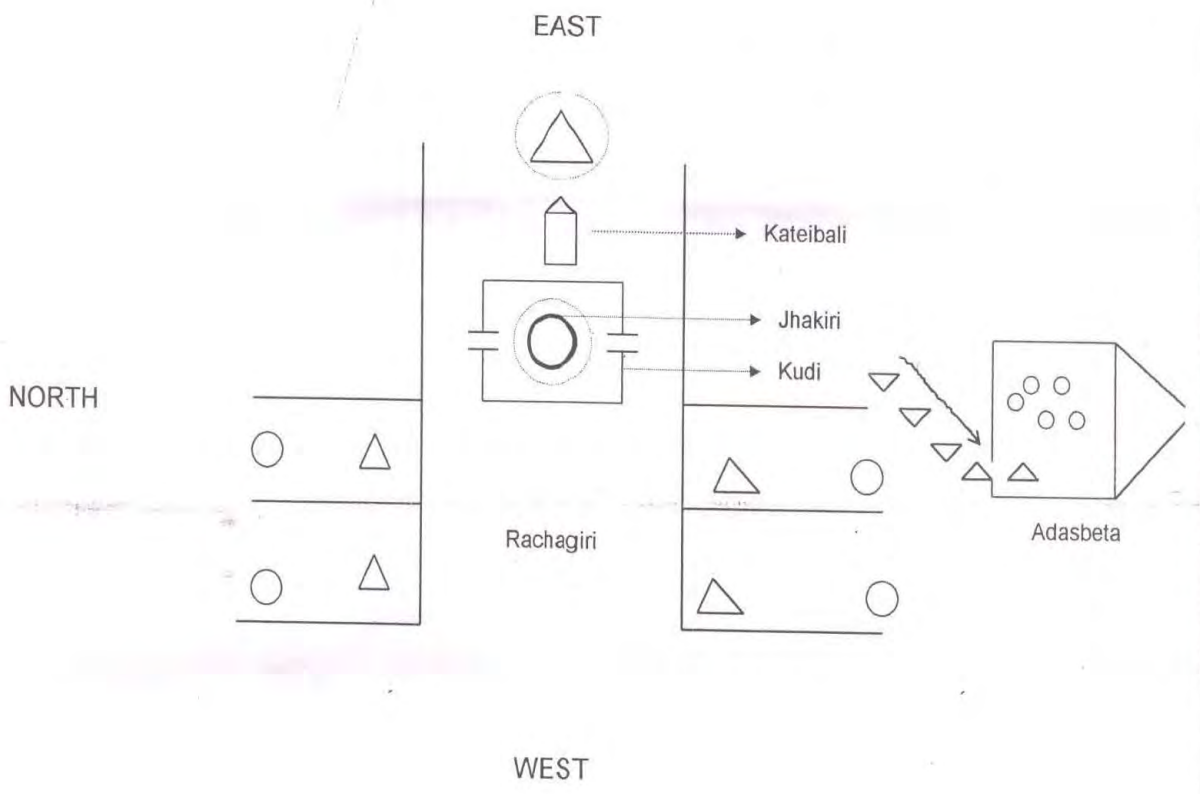 EAST
Kateibali
Jhakiri
Kudi
NORTH
Rachagiri
Adasbeta
WEST